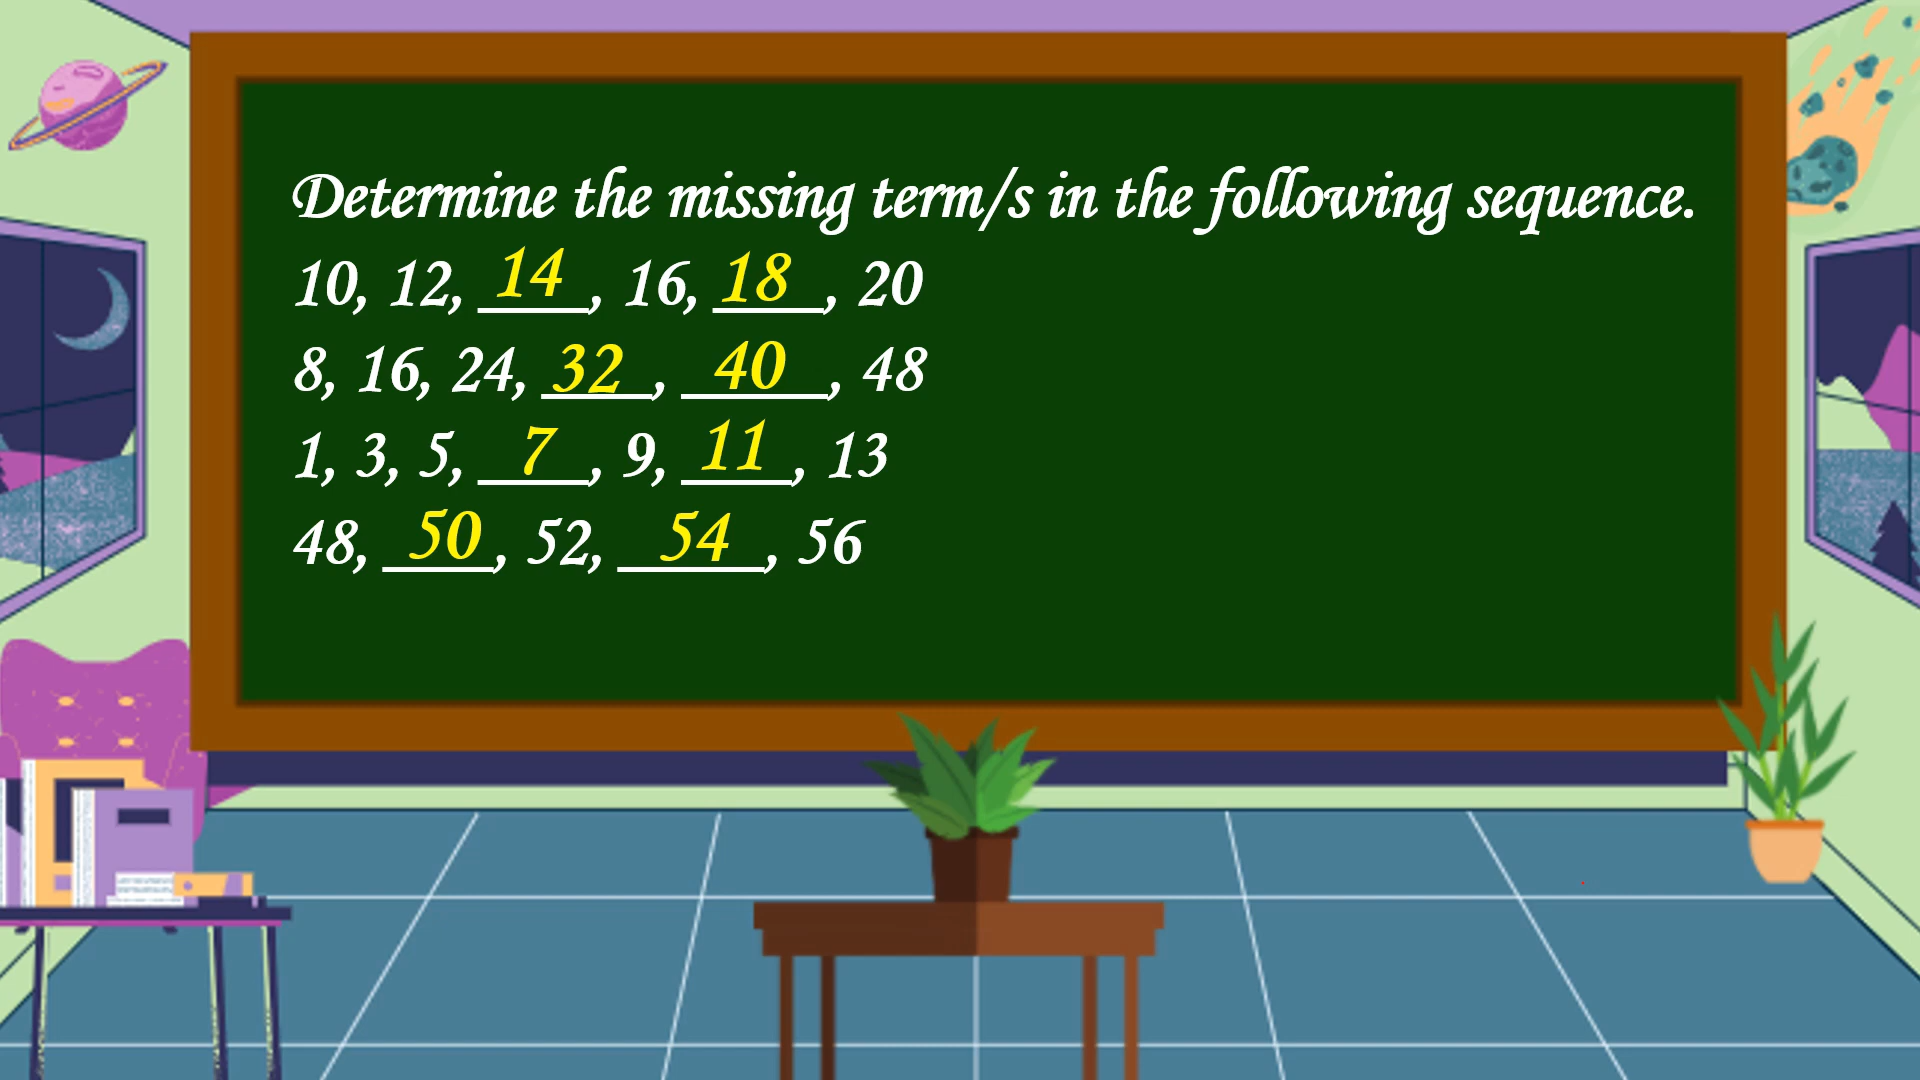 Determine the missing term/s in the following sequence.
10, 12, 14, 16, 18, 20
8, 16, 24, 32, 40, 48
1, 3, 5, 7, 9, 11, 13
48, 50, 52, 54, 56